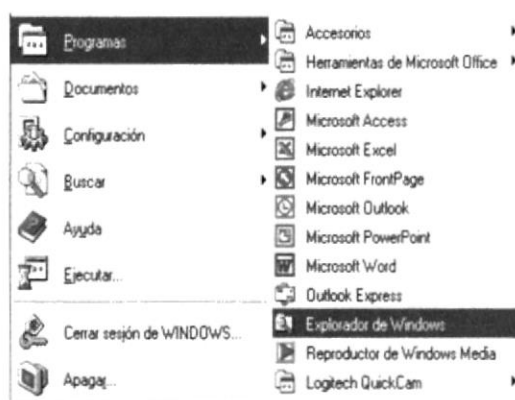 Programas
Documentos
Configuración
Buscar
Ayuda
Ejecutar...
Cerrar sesión de WINDOWS...
Apagar...
Accesorios
Herramientas de Microsoft Office
Internet Explorer
Microsoft Access
Microsoft Excel
Microsoft FrontPage
Microsoft Outlook
Microsoft PowerPoint
Microsoft Word
Outlook Express
Explorador de Windows
Reproductor de Windows Media
Logitech QuickCam